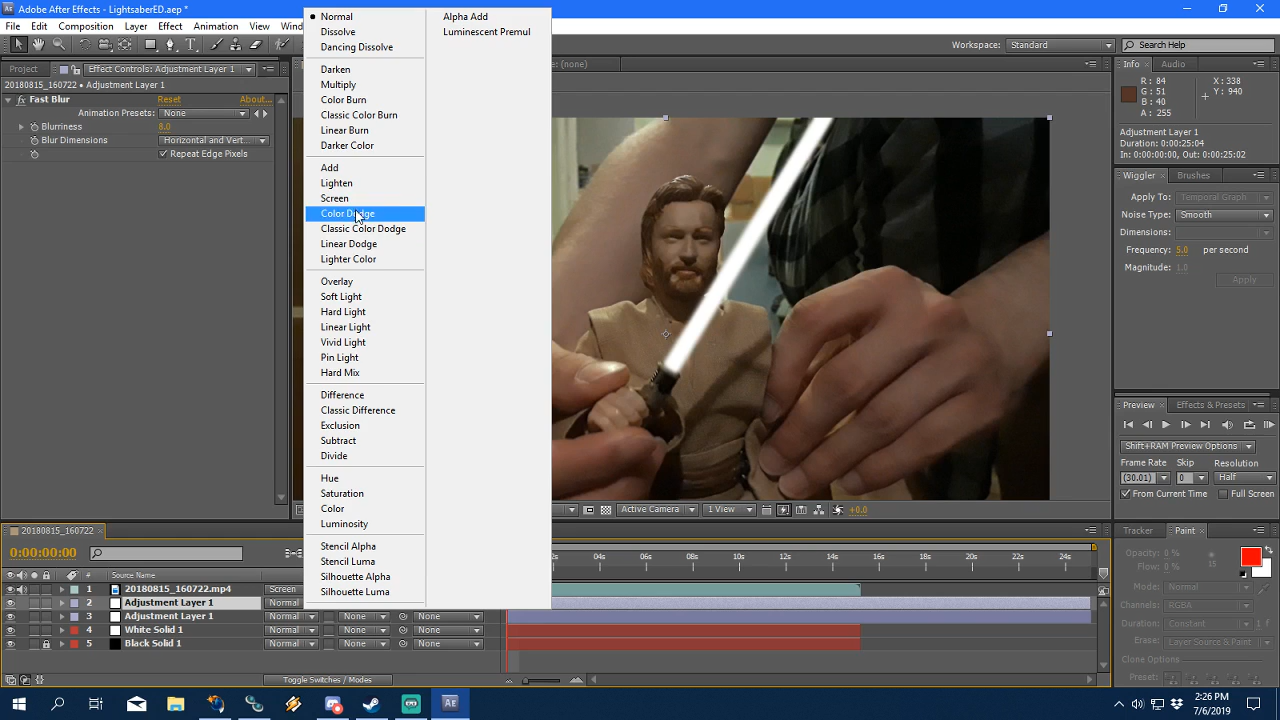 Adobe After Effects - LightsaberED.aep *
File Edit Composition Layer Effect Animation View
Workspace: Standard
Search Help
Project
Effect Controls: Adjustment Layer 1
(none)
20180815_160722 • Adjustment Layer 1
Fast Blur Reset About...
Animation Presets: None
Blurriness 8.0
Blur Dimensions Horizontal and Vert...
Repeat Edge Pixels
Normal
Dissolve
Dancing Dissolve
Darken
Multiply
Color Burn
Classic Color Burn
Linear Burn
Darker Color
Add
Lighten
Screen
Color Dodge
Classic Color Dodge
Linear Dodge
Lighter Color
Overlay
Soft Light
Hard Light
Linear Light
Vivid Light
Pin Light
Hard Mix
Difference
Classic Difference
Exclusion
Subtract
Divide
Hue
Saturation
Color
Luminosity
Stencil Alpha
Stencil Luma
Silhouette Alpha
Silhouette Luma
Alpha Add
Luminescent Premul
Info Audio
R : 84 X : 338
G : 51 Y : 940
B : 40
A : 255
Adjustment Layer 1
Duration: 0:00:25:04
In: 0:00:00:00, Out: 0:00:25:02
Wiggler Brushes
Apply To: Temporal Graph
Noise Type: Smooth
Dimensions:
Frequency: 5.0 per second
Magnitude: 1.0
Apply
Preview Effects & Presets
Shift+RAM Preview Options
Frame Rate Skip Resolution
(30.01) 0 Half
From Current Time Full Screen
Active Camera 1 View +0.0
20180815_160722
0:00:00:00
04s 06s 08s 10s 12s 14s 16s 18s 20s 22s 24s
# Source Name
1 20180815_160722.mp4 Screen
2 Adjustment Layer 1 Normal
3 Adjustment Layer 1 Normal None None
4 White Solid 1 Normal None None
5 Black Solid 1 Normal None None
Toggle Switches / Modes
Tracker Paint
Opacity: 0 %
Flow: 0 % 15
Mode: Normal
Channels: RGBA
Duration: Constant 1 f
Erase: Layer Source & Paint
Clone Options
Preset:
2:26 PM
7/6/2019